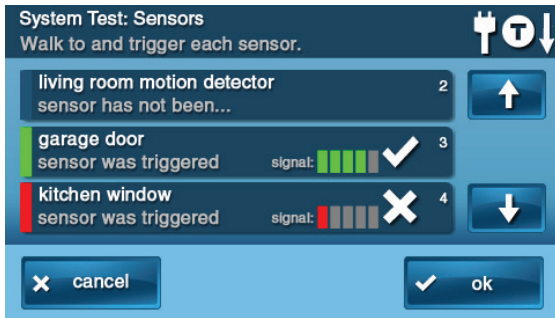 System Test: Sensors
Walk to and trigger each sensor.
T
living room motion detector
2
sensor has not been...
garage door
3
sensor was triggered
signal:
kitchen window
4
sensor was triggered
signal:
cancel
ok